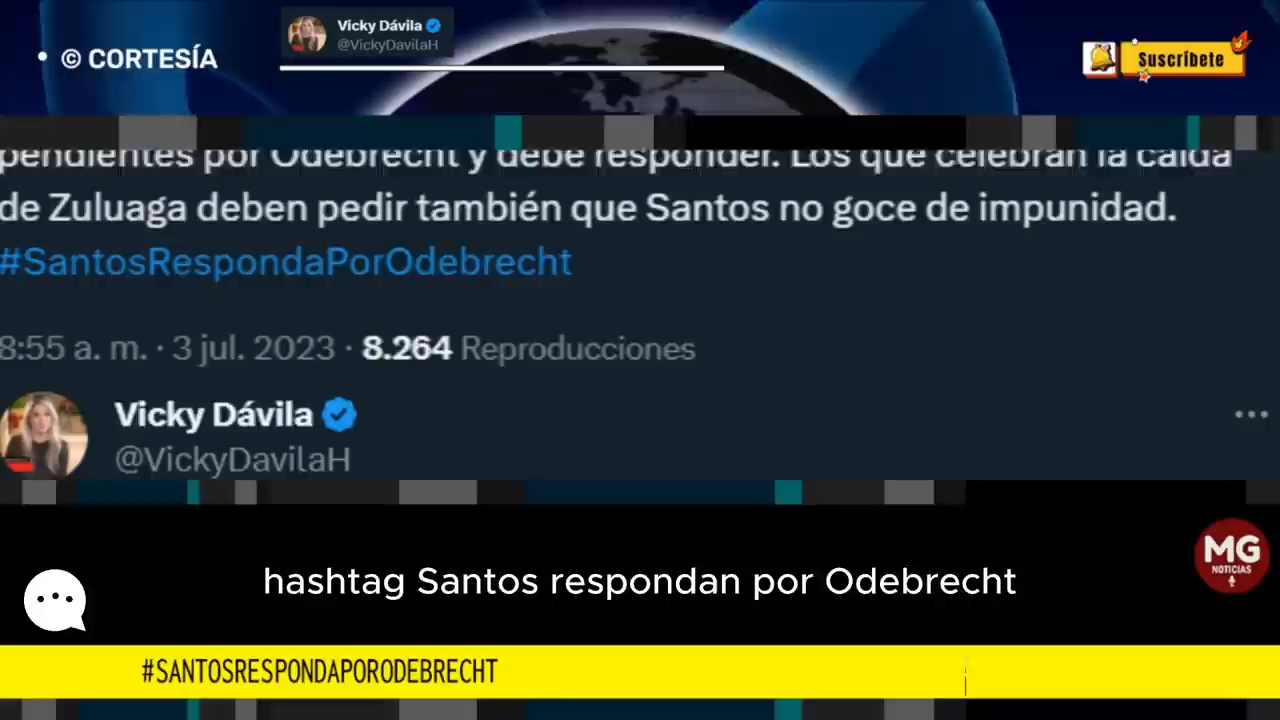 Vicky Dávila
@VickyDavilaH
• © CORTESÍA
Suscríbete
pendientes por Odebrecht y debe responder. Los que celebran la caída
de Zuluaga deben pedir también que Santos no goce de impunidad.
#SantosRespondaPorOdebrecht
8:55 a. m. · 3 jul. 2023 · 8.264 Reproducciones
Vicky Dávila
@VickyDavilaH
MG
NOTICIAS
hashtag Santos respondan por Odebrecht
#SANTOSRESPONDAPORODEBRECHT